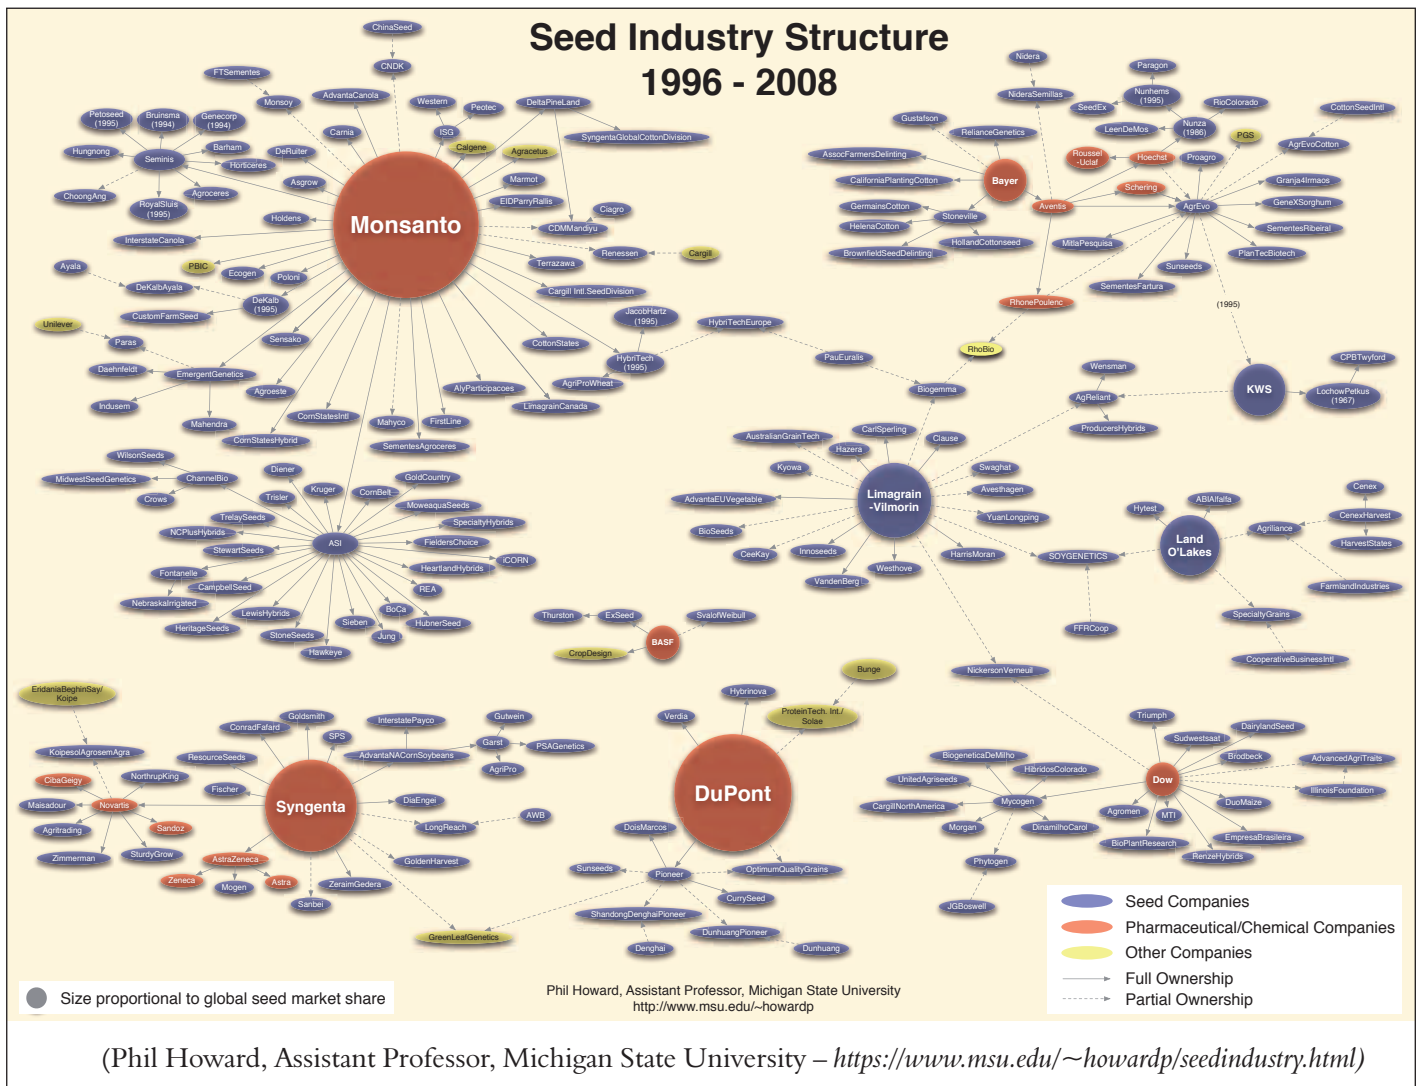 Seed Industry Structure
1996 - 2008
ChinaSeed
CNDK
FTSementes
Monsoy
AdvantaCanola
Western
Peotec
DeltaPineLand
ISG
SyngentaGlobalCottonDivision
Calgene
Agracetus
Carnia
Petoseed
(1995)
Bruinsma
(1994)
Genecorp
(1994)
Hungnong
Seminis
Barham
Horticeres
ChoongAng
RoyalSluis
(1995)
Agroceres
DeRuiter
Asgrow
Holdens
InterstateCanola
Monsanto
Marmot
EIDParryRallis
Ciagro
CDMMandiyu
Renessen
Cargill
Terrazawa
Cargill Intl.SeedDivision
PBIC
Ecogen
Poloni
Ayala
DeKalbAyala
DeKalb
(1995)
CustomFarmSeed
Unilever
Paras
Sensako
Daehnfeldt
EmergentGenetics
Indusem
Mahendra
Agroeste
CornStatesHybrid
CornStatesIntl
Mahyco
FirstLine
SementesAgroceres
AlyParticipacoes
LimagrainCanada
CottonStates
JacobHartz
(1995)
HybriTech
(1995)
AgriProWheat
HybriTechEurope
PauEuralis
Biogemma
RhoBio
WilsonSeeds
MidwestSeedGenetics
ChannelBio
Crows
Diener
Trisler
Kruger
CornBelt
GoldCountry
MoweaquaSeeds
SpecialtyHybrids
FieldersChoice
iCORN
HeartlandHybrids
REA
TrelaySeeds
NCPlusHybrids
StewartSeeds
ASI
Fontanelle
NebraskaIrrigated
CampbellSeed
HeritageSeeds
LewisHybrids
StoneSeeds
Hawkeye
Sieben
Jung
BoCa
HubnerSeed
Nidera
NideraSemillas
Paragon
Nunhems
(1995)
SeedEx
RioColorado
LeenDeMos
Nunza
(1986)
CottonSeedIntl
PGS
AgrEvoCotton
Gustafson
RelianceGenetics
AssocFarmersDelinting
Bayer
CaliforniaPlantingCotton
GermainsCotton
Stoneville
HelenaCotton
HollandCottonseed
BrownfieldSeedDelinting
Roussel
-Uclaf
Hoechst
Proagro
Schering
Aventis
AgrEvo
Granja4Irmaos
GeneXSorghum
SementesRibeiral
PlanTecBiotech
MitlaPesquisa
Sunseeds
SementesFartura
RhonePoulenc
(1995)
KWS
CPBTwyford
LochowPetkus
(1967)
Wensman
AgReliant
ProducersHybrids
AustralianGrainTech
CarlSperling
Hazera
Clause
Kyowa
Swaghat
Avesthagen
AdvantaEUVegetable
Limagrain
-Vilmorin
YuanLongping
BioSeeds
CeeKay
Innoseeds
VandenBerg
Westhove
HarrisMoran
SOYGENETICS
FFRCoop
Hytest
ABIAlfalfa
Land
O'Lakes
Agriliance
Cenex
CenexHarvest
HarvestStates
FarmlandIndustries
SpecialtyGrains
CooperativeBusinessIntl
NickersonVerneuil
Thurston
ExSeed
SvalofWeibull
BASF
CropDesign
EridaniaBeghinSay/
Koipe
KoipesolAgrosemAgra
CibaGeigy
NorthrupKing
Maisadour
Novartis
Agritrading
Sandoz
Zimmerman
SturdyGrow
ResourceSeeds
ConradFafard
Goldsmith
SPS
Fischer
InterstatePayco
AdvantaNACornSoybeans
Gutwein
Garst
PSAGenetics
AgriPro
Syngenta
DiaEngei
LongReach
AWB
GoldenHarvest
ZeraimGedera
AstraZeneca
Zeneca
Mogen
Astra
Sanbei
GreenLeafGenetics
Verdia
Hybrinova
Bunge
ProteinTech. Int./
Solae
DuPont
DoisMarcos
Sunseeds
Pioneer
OptimumQualityGrains
CurrySeed
ShandongDenghaiPioneer
Denghai
DunhuangPioneer
Dunhuang
Triumph
Sudwestsaat
DairylandSeed
Brodbeck
AdvancedAgriTraits
IllinoisFoundation
Dow
DuoMaize
Agromen
MTI
EmpresaBrasileira
BioPlantResearch
RenzeHybrids
BiogeneticaDeMilho
HibridosColorado
UnitedAgriseeds
CargillNorthAmerica
Mycogen
Morgan
DinamilhoCarol
Phytogen
JGBoswell
Seed Companies
Pharmaceutical/Chemical Companies
Other Companies
Full Ownership
Partial Ownership
Size proportional to global seed market share
Phil Howard, Assistant Professor, Michigan State University
http://www.msu.edu/~howardp
(Phil Howard, Assistant Professor, Michigan State University – https://www.msu.edu/~howardp/seedindustry.html)